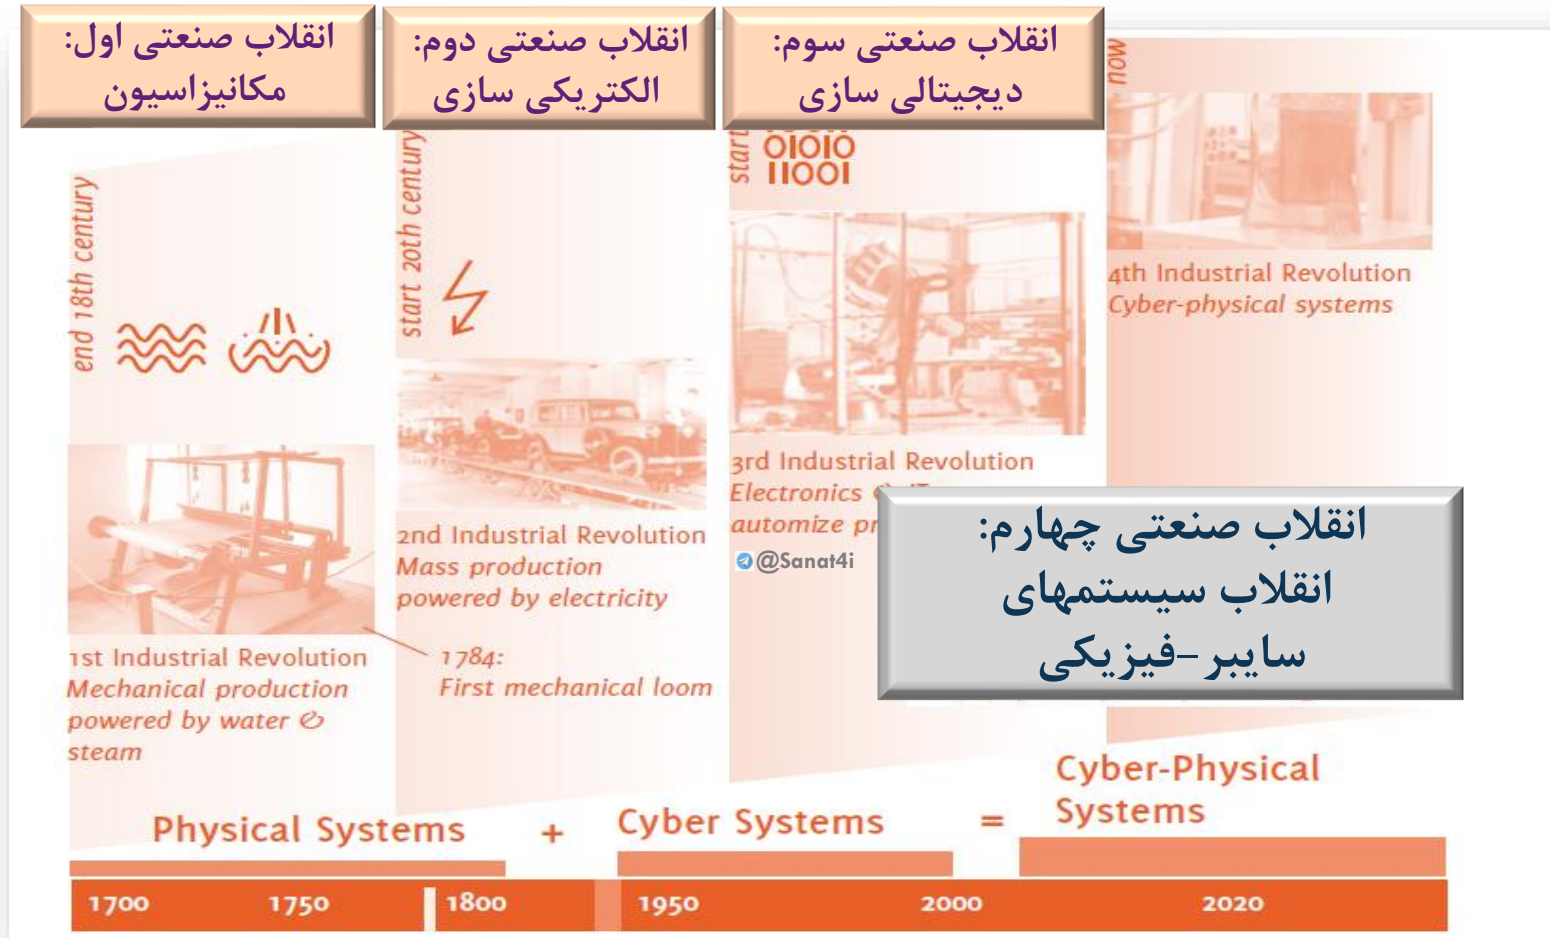 انقلاب صنعتی اول:
مکانیزاسیون
انقلاب صنعتی دوم:
الکتریکی سازی
انقلاب صنعتی سوم:
دیجیتالی سازی
end 18th century
1st Industrial Revolution
Mechanical production
powered by water &
steam
start 20th century
2nd Industrial Revolution
Mass production
powered by electricity
1784:
First mechanical loom
start
01010
11001
3rd Industrial Revolution
Electronics
automize
@Sanat4i
now
4th Industrial Revolution
Cyber-physical systems
انقلاب صنعتی چهارم:
انقلاب سیستمهای
سایبر-فیزیکی
Physical Systems + Cyber Systems = Cyber-Physical
Systems
1700 1750 1800 1950 2000 2020